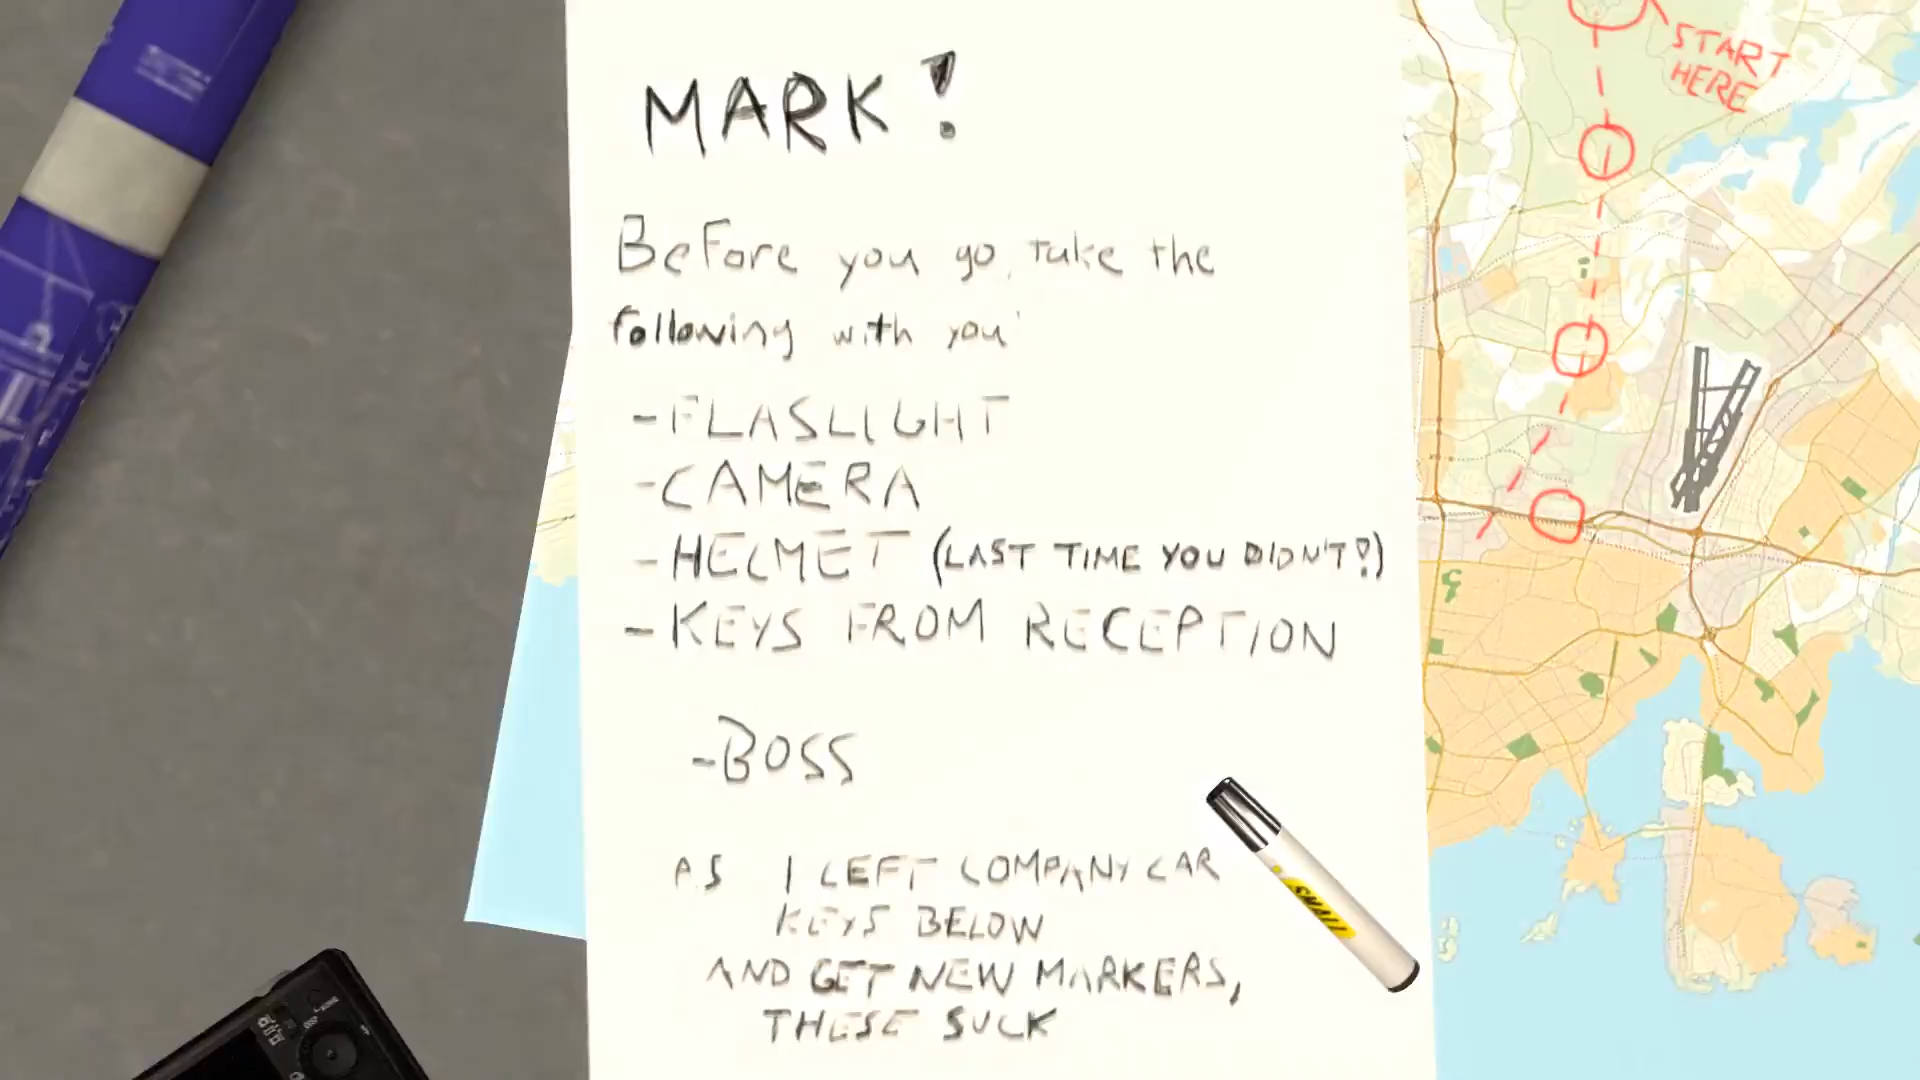 MARK!
Before you go, take the
following with you:
-FLASLIGHT
-CAMERA
-HELMET (LAST TIME YOU DIDN'T!)
-KEYS FROM RECEPTION
-BOSS
P.S I LEFT COMPANY CAR
KEYS BELOW
AND GET NEW MARKERS,
THESE SUCK
START
HERE
SMALL